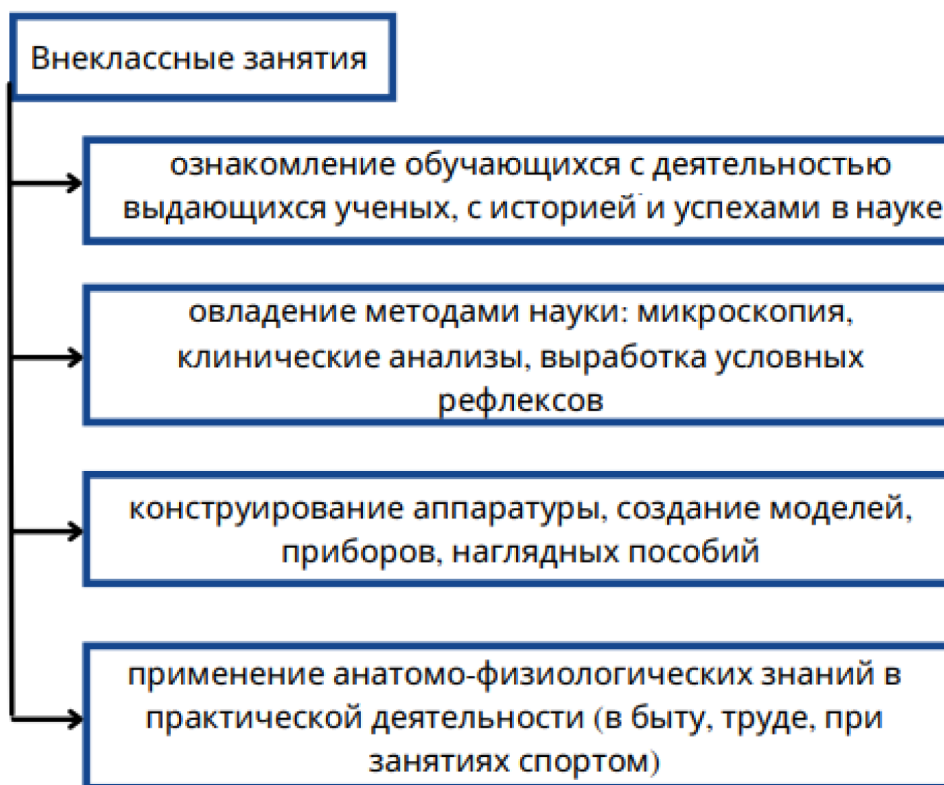 Внеклассные занятия
ознакомление обучающихся с деятельностью
выдающихся ученых, с историей и успехами в науке
овладение методами науки: микроскопия,
клинические анализы, выработка условных
рефлексов
конструирование аппаратуры, создание моделей,
приборов, наглядных пособий
применение анатомо-физиологических знаний в
практической деятельности (в быту, труде, при
занятиях спортом)